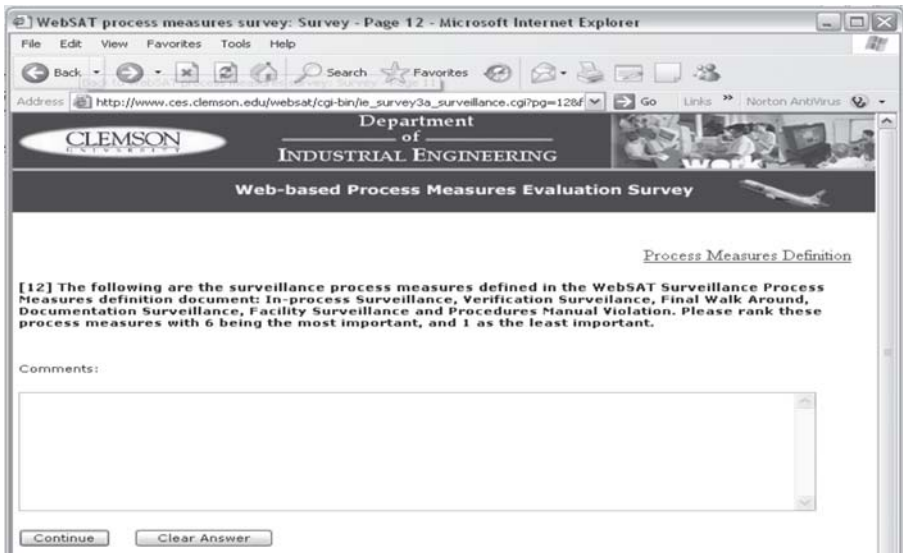 WebSAT process measures survey: Survey - Page 12 - Microsoft Internet Explorer
File Edit View Favorites Tools Help
Back Search Favorites
Address http://www.ces.clemson.edu/websat/cgi-bin/ie_survey3a_surveillance.cgi?pg=128f Go Links » Norton AntiVirus
Department
CLEMSON of
UNIVERSITY INDUSTRIAL ENGINEERING work
Web-based Process Measures Evaluation Survey
Process Measures Definition
[12] The following are the surveillance process measures defined in the WebSAT Surveillance Process
Measures definition document: In-process Surveillance, Verification Surveilance, Final Walk Around,
Documentation Surveillance, Facility Surveillance and Procedures Manual Violation. Please rank these
process measures with 6 being the most important, and 1 as the least important.
Comments:
Continue Clear Answer